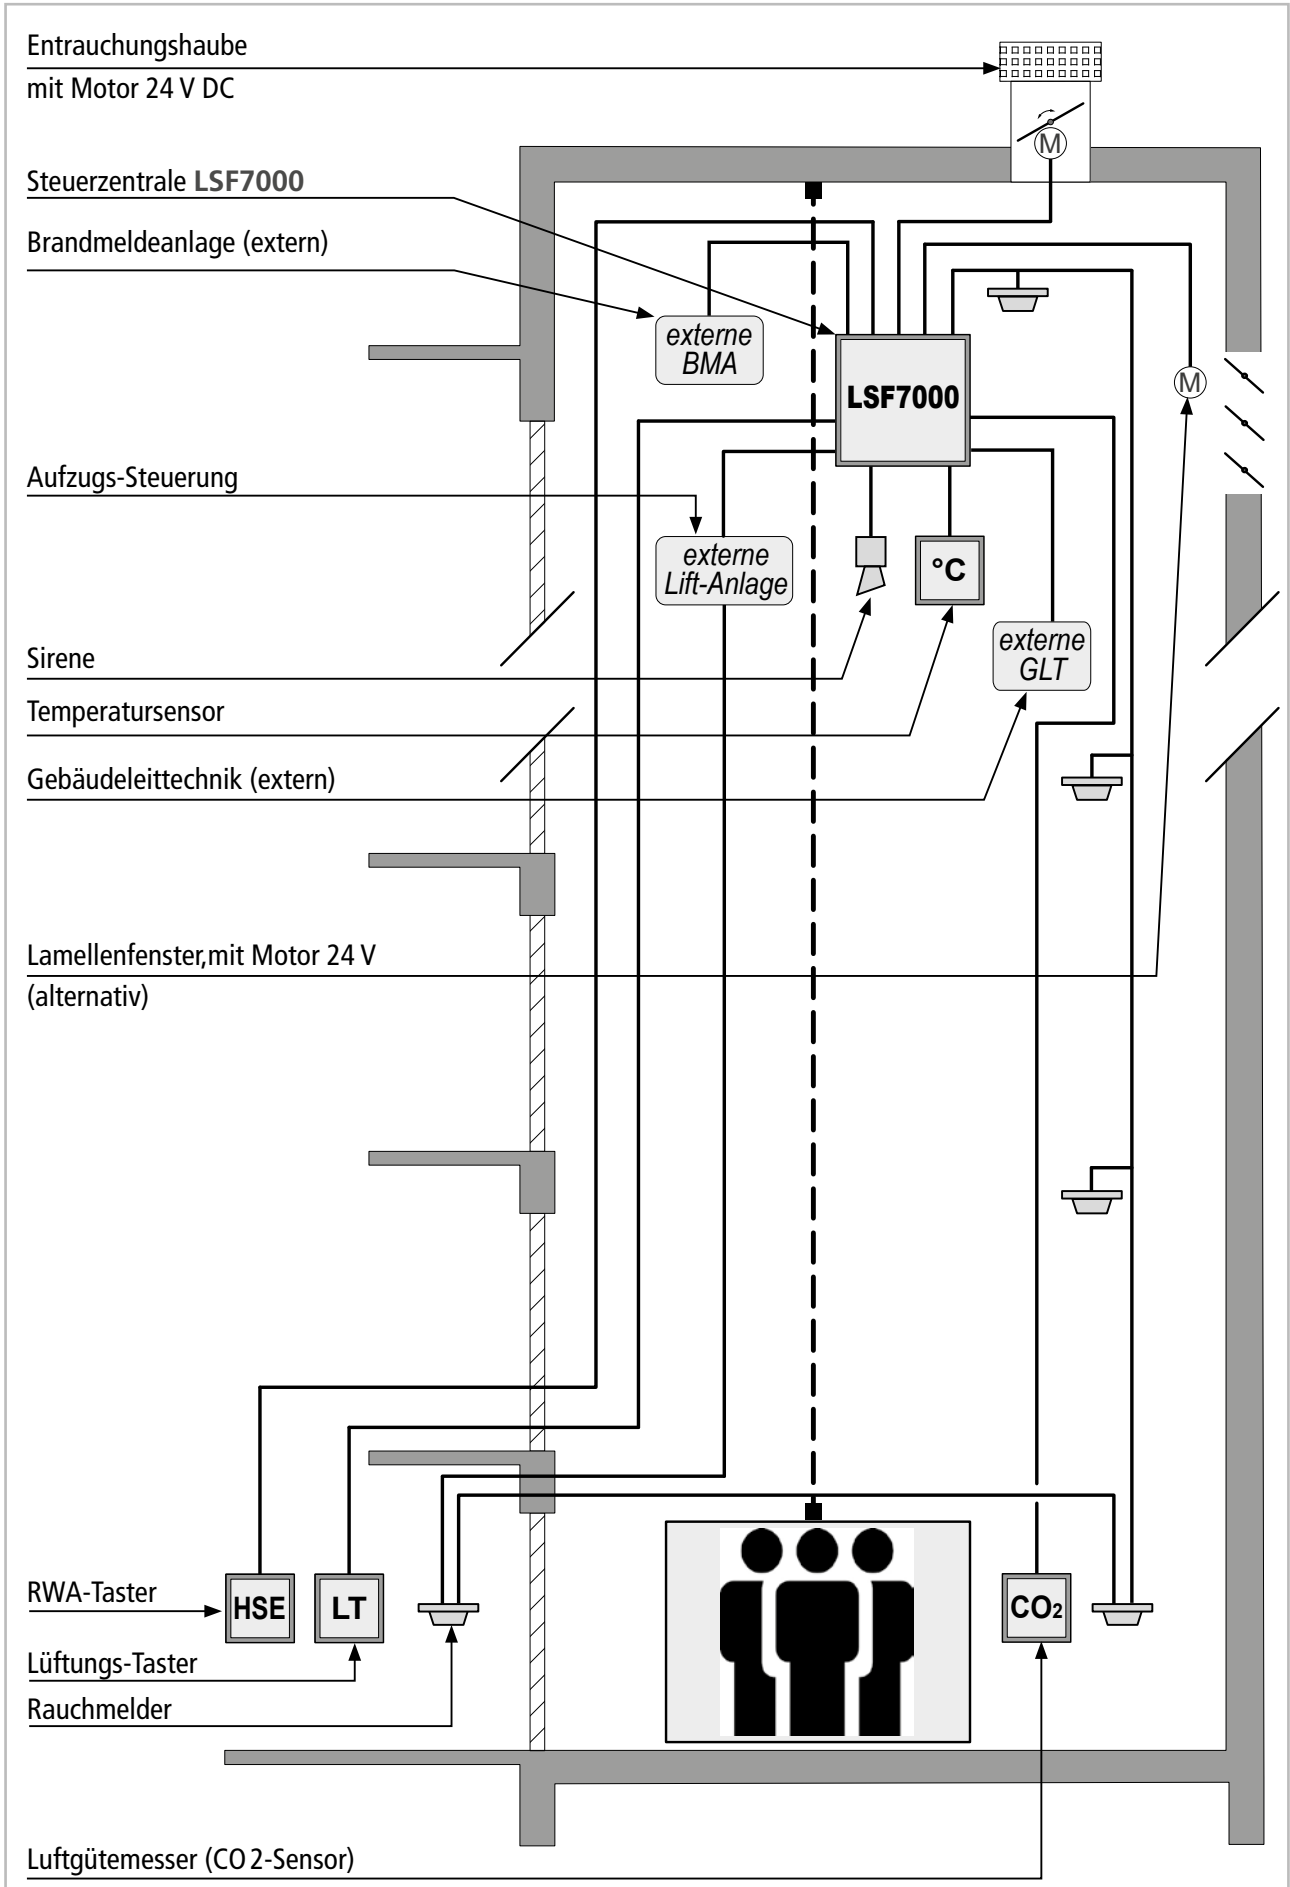 Entrauchungshaube
mit Motor 24 V DC
M
Steuerzentrale LSF7000
Brandmeldeanlage (extern)
externe
BMA
LSF7000
M
Aufzugs-Steuerung
externe
Lift-Anlage
°C
externe
GLT
Sirene
Temperatursensor
Gebäudeleittechnik (extern)
Lamellenfenster,mit Motor 24 V
(alternativ)
RWA-Taster
HSE
LT
CO2
Lüftungs-Taster
Rauchmelder
Luftgütemesser (CO 2-Sensor)